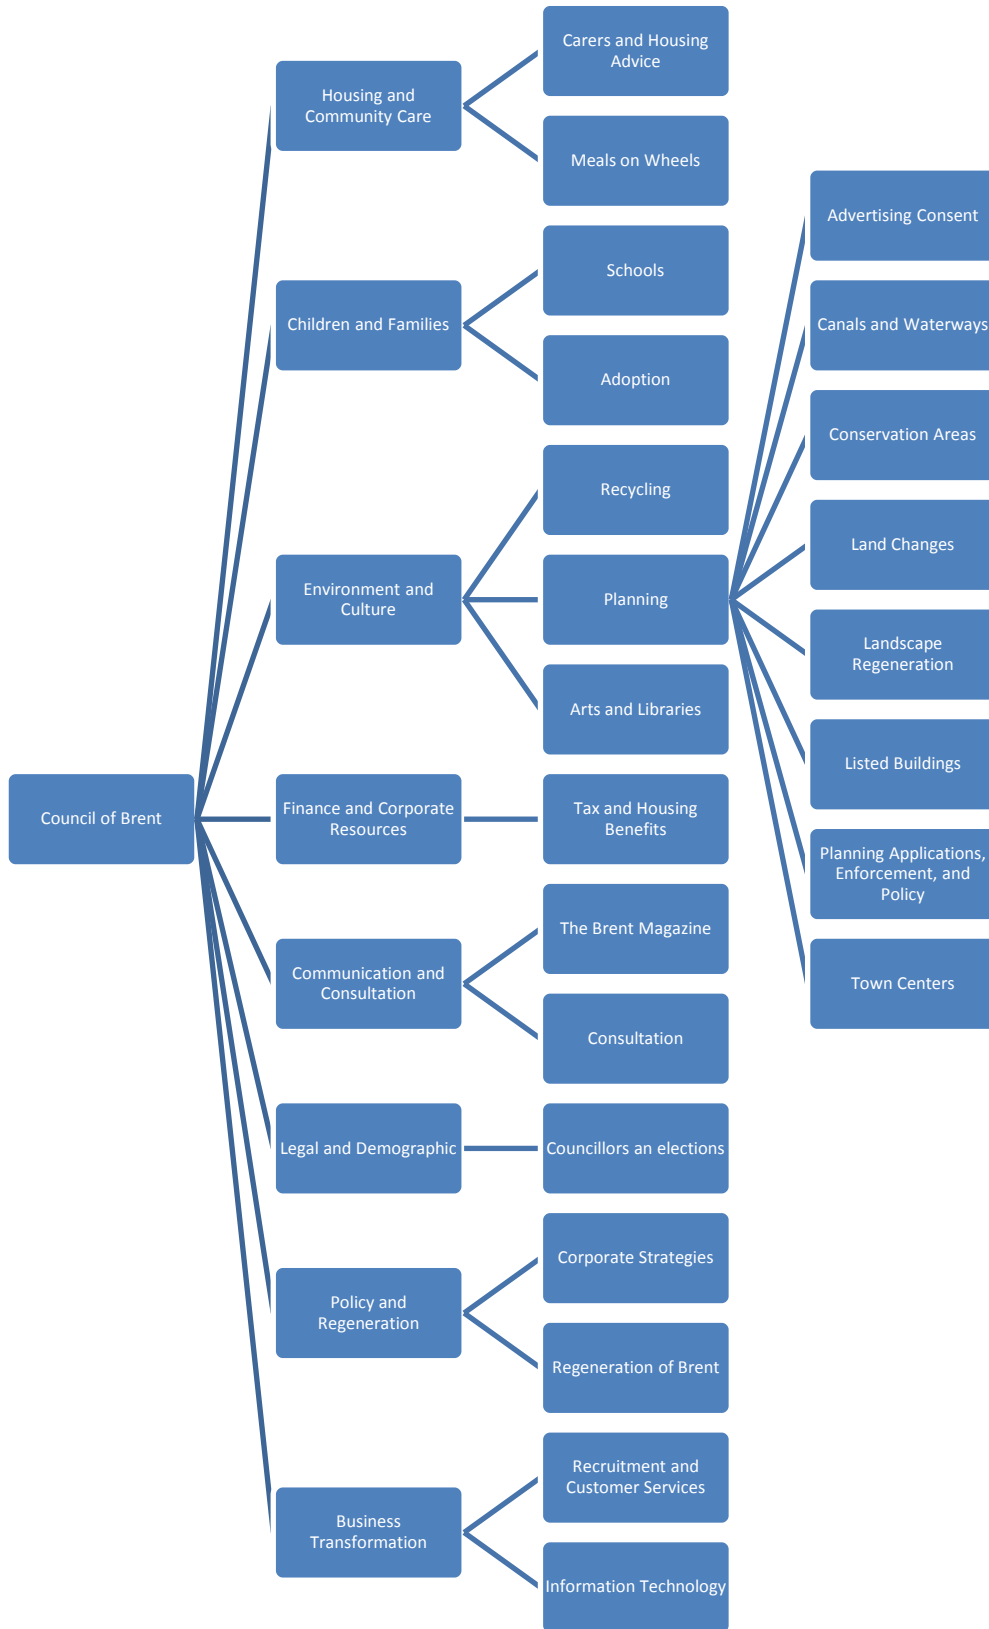 Council of Brent
Housing and
Community Care
Carers and Housing
Advice
Meals on Wheels
Children and Families
Schools
Adoption
Environment and
Culture
Recycling
Planning
Advertising Consent
Canals and Waterways
Conservation Areas
Land Changes
Landscape
Regeneration
Listed Buildings
Planning Applications,
Enforcement, and
Policy
Town Centers
Arts and Libraries
Finance and Corporate
Resources
Tax and Housing
Benefits
Communication and
Consultation
The Brent Magazine
Consultation
Legal and Demographic
Councillors an elections
Policy and
Regeneration
Corporate Strategies
Regeneration of Brent
Business
Transformation
Recruitment and
Customer Services
Information Technology